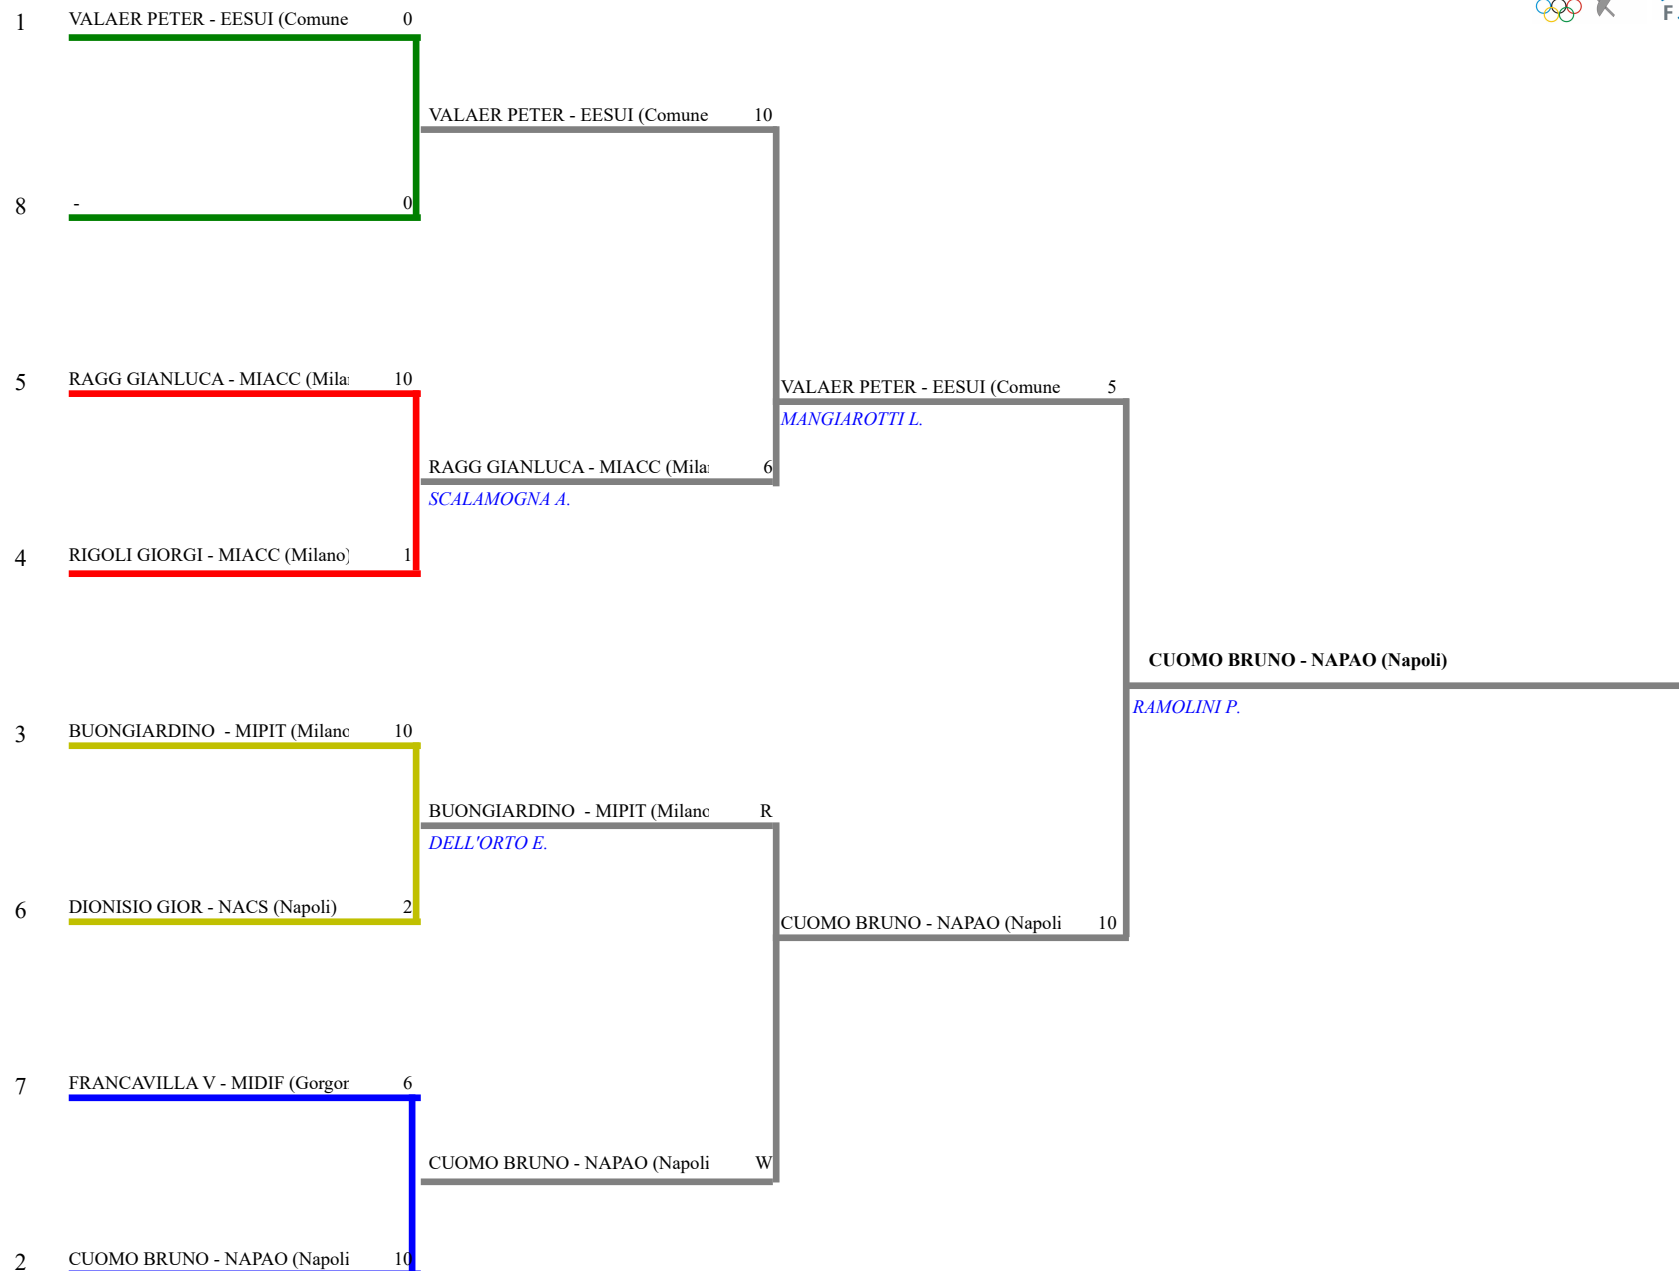 1 VALAER PETER - EESUI (Comune 0
F
VALAER PETER - EESUI (Comune 10
8 - 0
5 RAGG GIANLUCA - MIACC (Mila 10
VALAER PETER - EESUI (Comune 5
MANGIAROTTI L.
RAGG GIANLUCA - MIACC (Mila 6
SCALAMOGNA A.
4 RIGOLI GIORGI - MIACC (Milano) 1
CUOMO BRUNO - NAPAO (Napoli)
RAMOLINI P.
3 BUONGIARDINO - MIPIT (Milano 10
BUONGIARDINO - MIPIT (Milano R
DELL'ORTO E.
6 DIONISIO GIOR - NACS (Napoli) 2
CUOMO BRUNO - NAPAO (Napoli 10
7 FRANCAVILLA V - MIDIF (Gorgon 6
CUOMO BRUNO - NAPAO (Napoli W
2 CUOMO BRUNO - NAPAO (Napoli 10